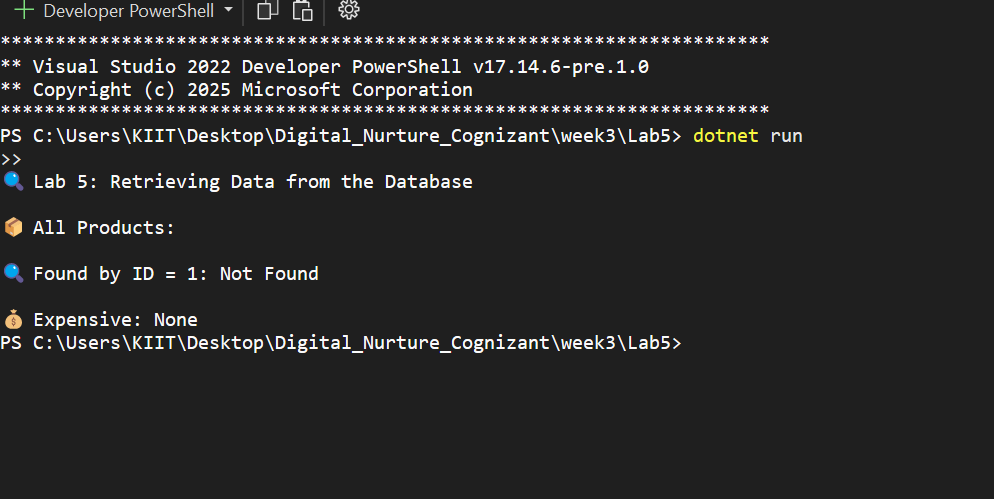 Developer PowerShell
**********************************************************************
** Visual Studio 2022 Developer PowerShell v17.14.6-pre.1.0
** Copyright (c) 2025 Microsoft Corporation
**********************************************************************
PS C:\Users\KIIT\Desktop\Digital_Nurture_Cognizant\week3\Lab5> dotnet run
>>
🔍 Lab 5: Retrieving Data from the Database
📦 All Products:
🔍 Found by ID = 1: Not Found
💰 Expensive: None
PS C:\Users\KIIT\Desktop\Digital_Nurture_Cognizant\week3\Lab5>